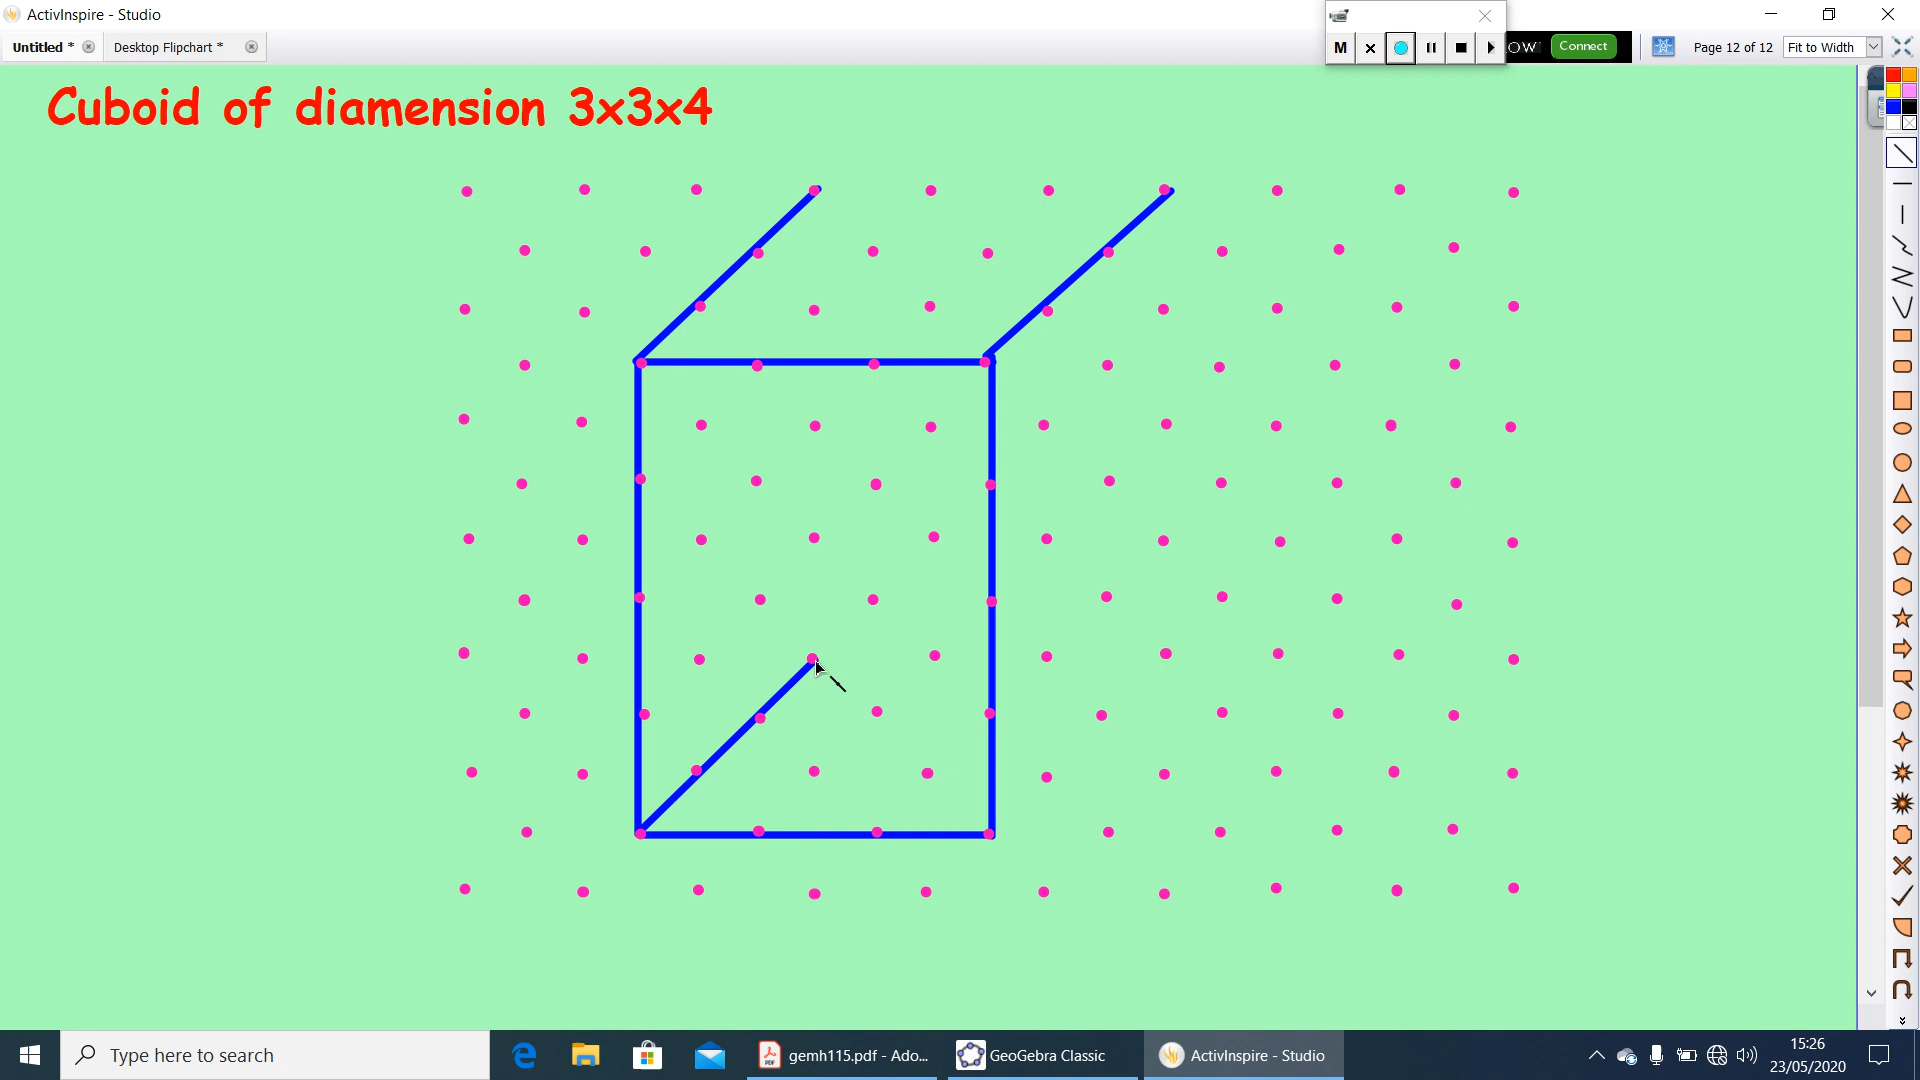 ActivInspire - Studio
Untitled *
Desktop Flipchart *
M
OW!
Connect
Page 12 of 12
Fit to Width
Cuboid of diamension 3x3x4
Type here to search
gemh115.pdf - Ado...
GeoGebra Classic
ActivInspire - Studio
15:26
23/05/2020